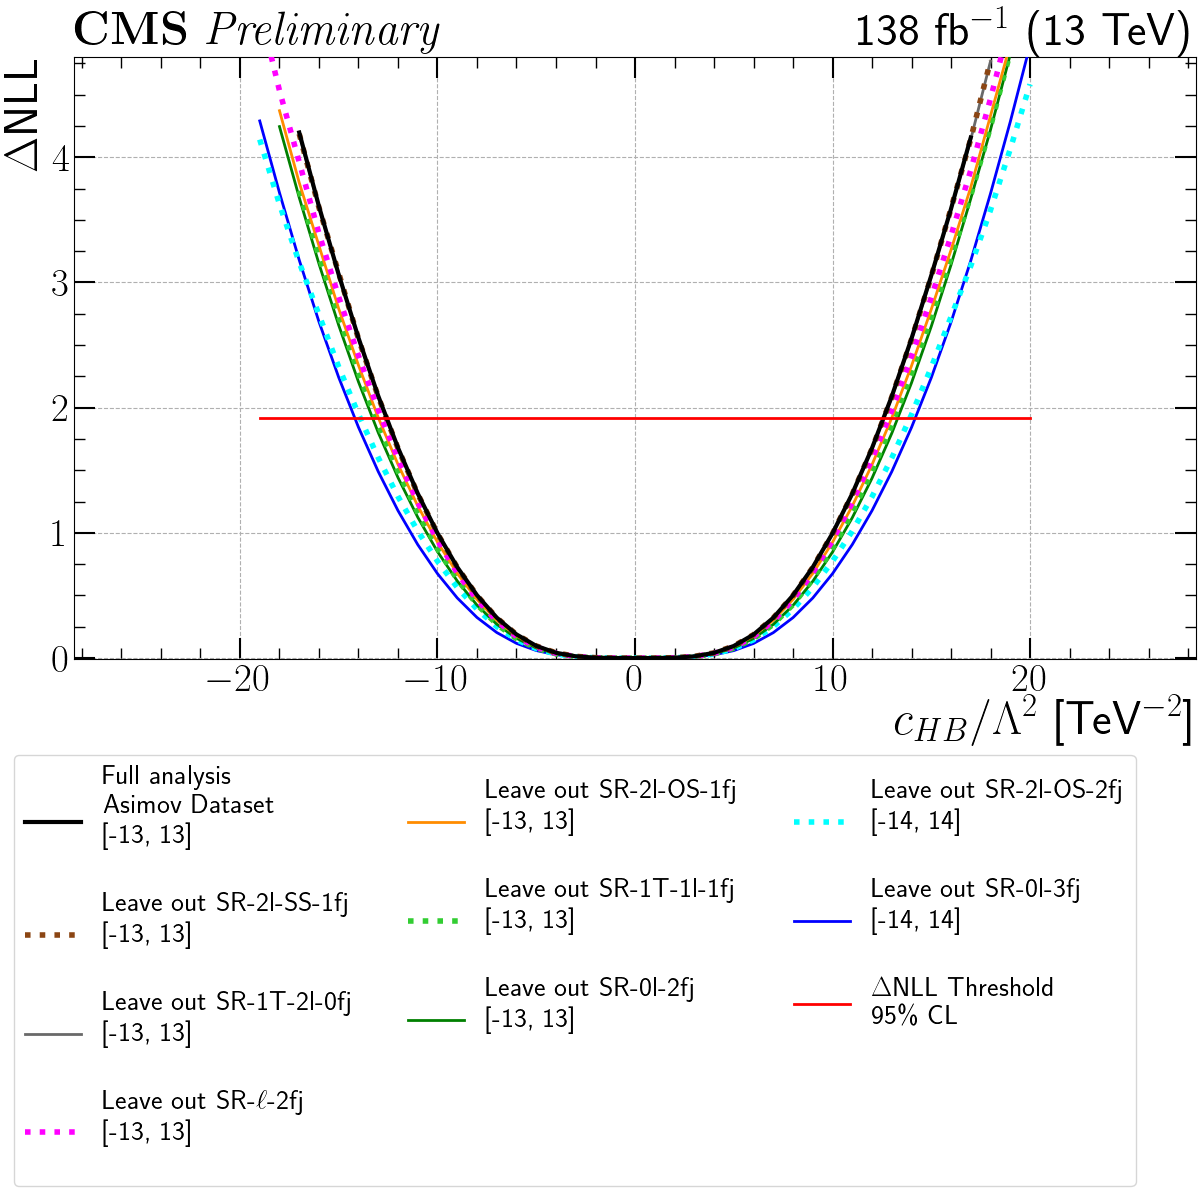 CMS Preliminary 138 fb⁻¹ (13 TeV)
ΔNLL
4
3
2
1
0
−20 −10 0 10 20
c_{HB}/Λ² [TeV⁻²]
Full analysis
Asimov Dataset
[-13, 13]
Leave out SR-2l-SS-1fj
[-13, 13]
Leave out SR-1T-2l-0fj
[-13, 13]
Leave out SR-ℓ-2fj
[-13, 13]
Leave out SR-2l-OS-1fj
[-13, 13]
Leave out SR-1T-1l-1fj
[-13, 13]
Leave out SR-0l-2fj
[-13, 13]
Leave out SR-2l-OS-2fj
[-14, 14]
Leave out SR-0l-3fj
[-14, 14]
ΔNLL Threshold
95% CL